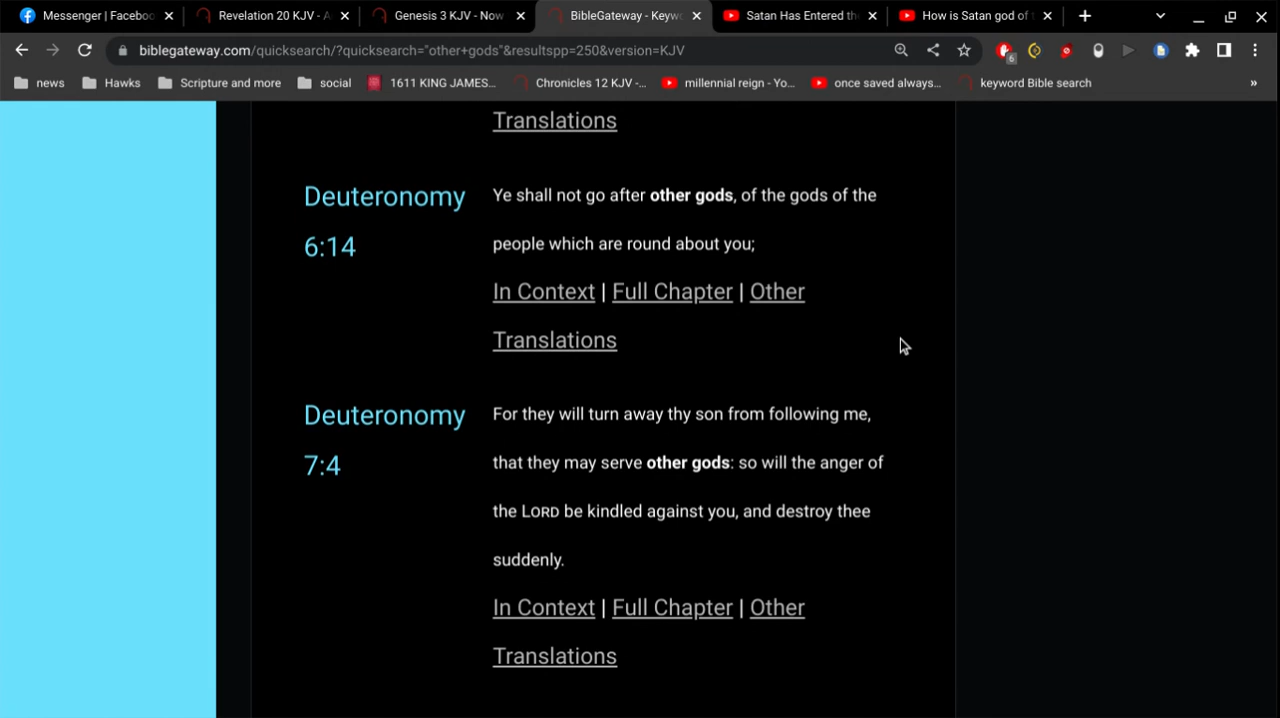 Messenger | Faceboo
Revelation 20 KJV - A
Genesis 3 KJV - Now
BibleGateway - Keyw
Satan Has Entered th
How is Satan god of
biblegateway.com/quicksearch/?quicksearch="other+gods"&resultspp=250&version=KJV
6
news
Hawks
Scripture and more
social
1611 KING JAMES...
Chronicles 12 KJV -...
millennial reign - Yo...
once saved always...
keyword Bible search
»
Translations
Deuteronomy
6:14
Ye shall not go after other gods, of the gods of the
people which are round about you;
In Context | Full Chapter | Other
Translations
Deuteronomy
7:4
For they will turn away thy son from following me,
that they may serve other gods: so will the anger of
the LORD be kindled against you, and destroy thee
suddenly.
In Context | Full Chapter | Other
Translations